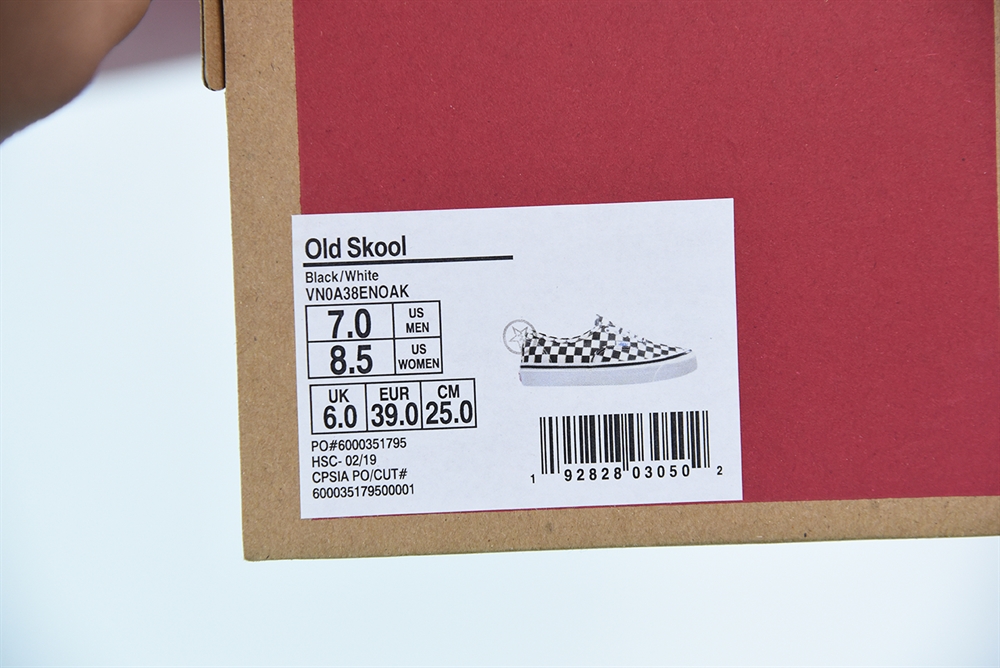 Old Skool
Black/White
VN0A38ENOAK
7.0 US MEN
8.5 US WOMEN
UK EUR CM
6.0 39.0 25.0
PO#6000351795
HSC- 02/19
CPSIA PO/CUT#
600035179500001
1 92828 03050 2